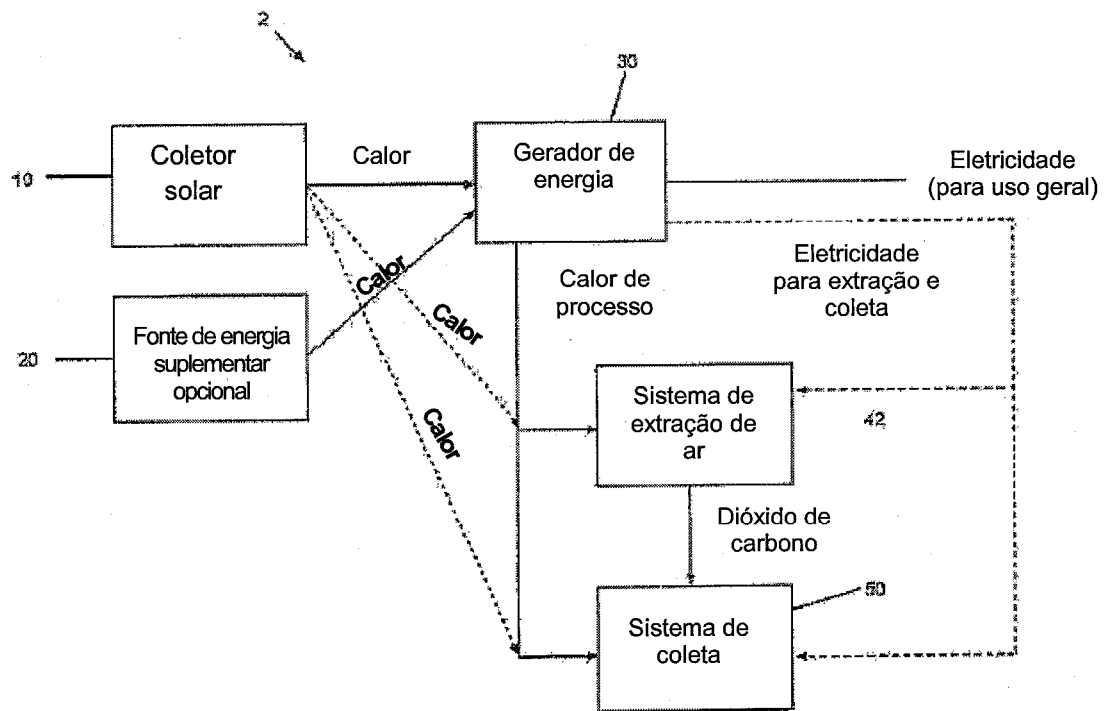 2
30
Coletor
solar
10
Calor
Gerador de
energia
Eletricidade
(para uso geral)
Calor
Calor de
processo
Eletricidade
para extração e
coleta
Fonte de energia
suplementar
opcional
20
Calor
Calor
Sistema de
extração de
ar
42
Dióxido de
carbono
50
Sistema de
coleta